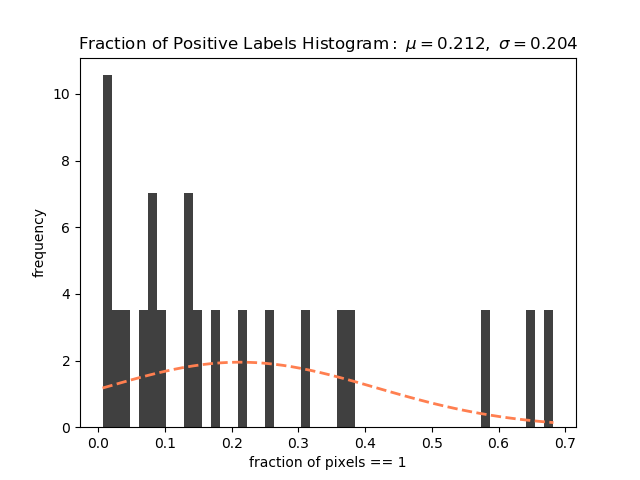 Fraction of Positive Labels Histogram : μ = 0.212, σ = 0.204
frequency
10
8
6
4
2
0
0.0 0.1 0.2 0.3 0.4 0.5 0.6 0.7
fraction of pixels == 1